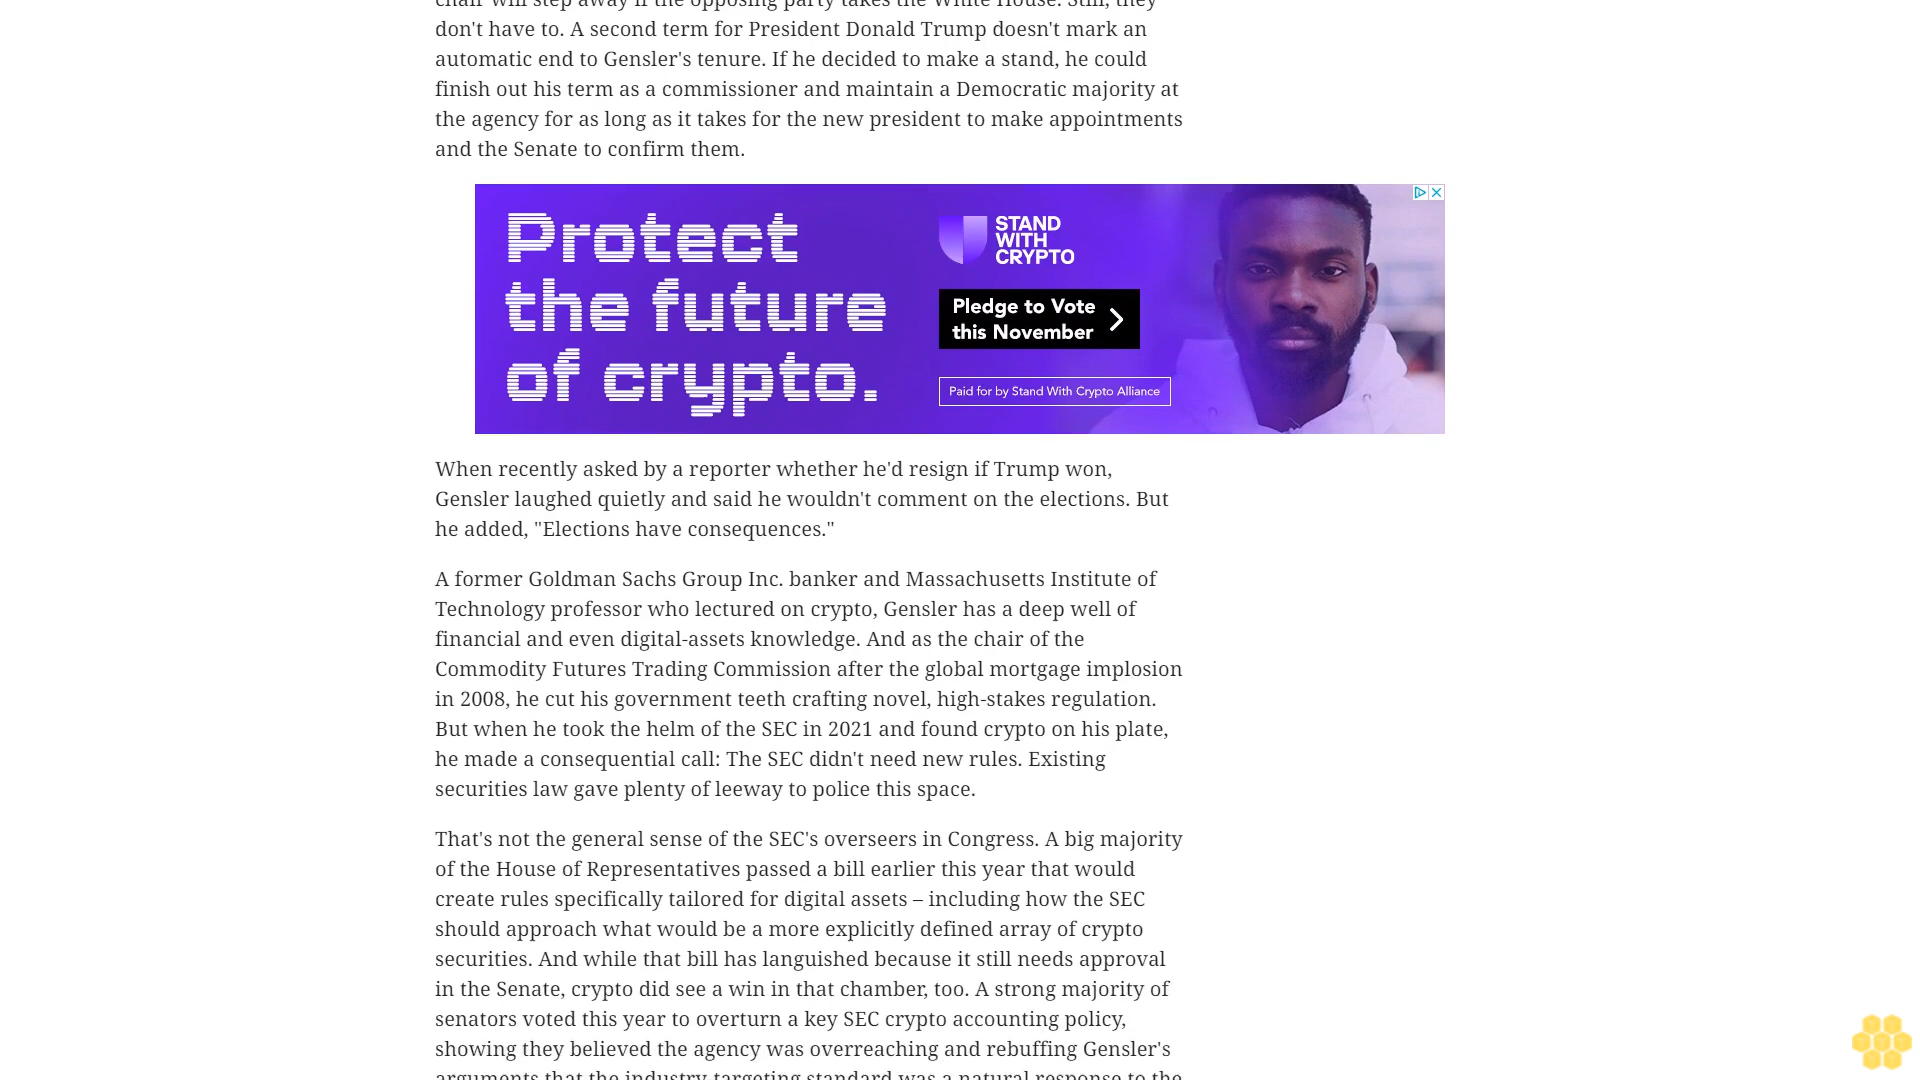 chair will step away if the opposing party takes the White House. Still, they
don't have to. A second term for President Donald Trump doesn't mark an
automatic end to Gensler's tenure. If he decided to make a stand, he could
finish out his term as a commissioner and maintain a Democratic majority at
the agency for as long as it takes for the new president to make appointments
and the Senate to confirm them.
Protect
the future
of crypto.
STAND
WITH
CRYPTO
Pledge to Vote
this November
Paid for by Stand With Crypto Alliance
When recently asked by a reporter whether he'd resign if Trump won,
Gensler laughed quietly and said he wouldn't comment on the elections. But
he added, "Elections have consequences."
A former Goldman Sachs Group Inc. banker and Massachusetts Institute of
Technology professor who lectured on crypto, Gensler has a deep well of
financial and even digital-assets knowledge. And as the chair of the
Commodity Futures Trading Commission after the global mortgage implosion
in 2008, he cut his government teeth crafting novel, high-stakes regulation.
But when he took the helm of the SEC in 2021 and found crypto on his plate,
he made a consequential call: The SEC didn't need new rules. Existing
securities law gave plenty of leeway to police this space.
That's not the general sense of the SEC's overseers in Congress. A big majority
of the House of Representatives passed a bill earlier this year that would
create rules specifically tailored for digital assets – including how the SEC
should approach what would be a more explicitly defined array of crypto
securities. And while that bill has languished because it still needs approval
in the Senate, crypto did see a win in that chamber, too. A strong majority of
senators voted this year to overturn a key SEC crypto accounting policy,
showing they believed the agency was overreaching and rebuffing Gensler's
arguments that the industry-targeting standard was a natural response to the